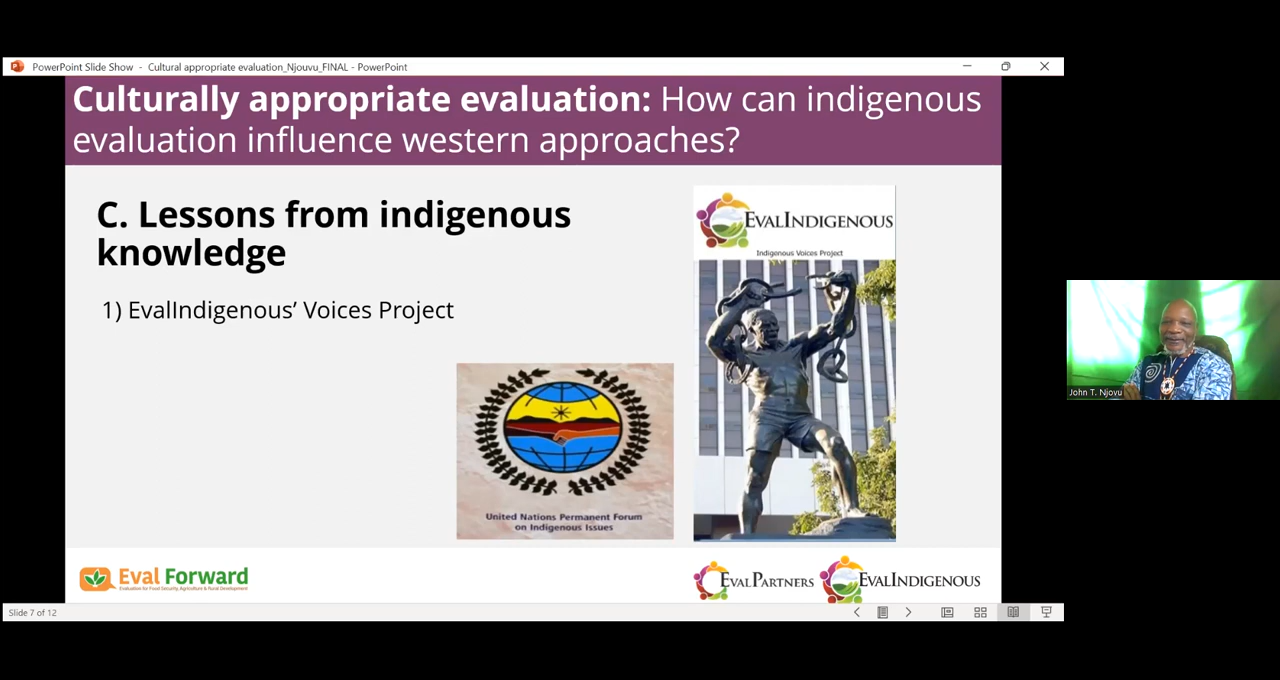 PowerPoint Slide Show - Cultural appropriate evaluation_Njouvu_FINAL - PowerPoint
Culturally appropriate evaluation: How can indigenous
evaluation influence western approaches?
C. Lessons from indigenous
knowledge
1) EvalIndigenous’ Voices Project
EVALINDIGENOUS
Indigenous Voices Project
United Nations Permanent Forum
on Indigenous Issues
John T. Njovu
Eval Forward
Evaluation for Food Security, Agriculture & Rural Development
EVALPARTNERS
EVALINDIGENOUS
Slide 7 of 12